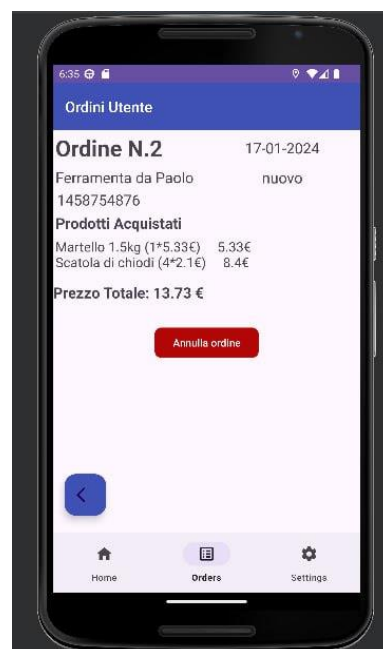 6:35
Ordini Utente
Ordine N.2 17-01-2024
Ferramenta da Paolo nuovo
1458754876
Prodotti Acquistati
Martello 1.5kg (1*5.33€) 5.33€
Scatola di chiodi (4*2.1€) 8.4€
Prezzo Totale: 13.73 €
Annulla ordine
Home Orders Settings